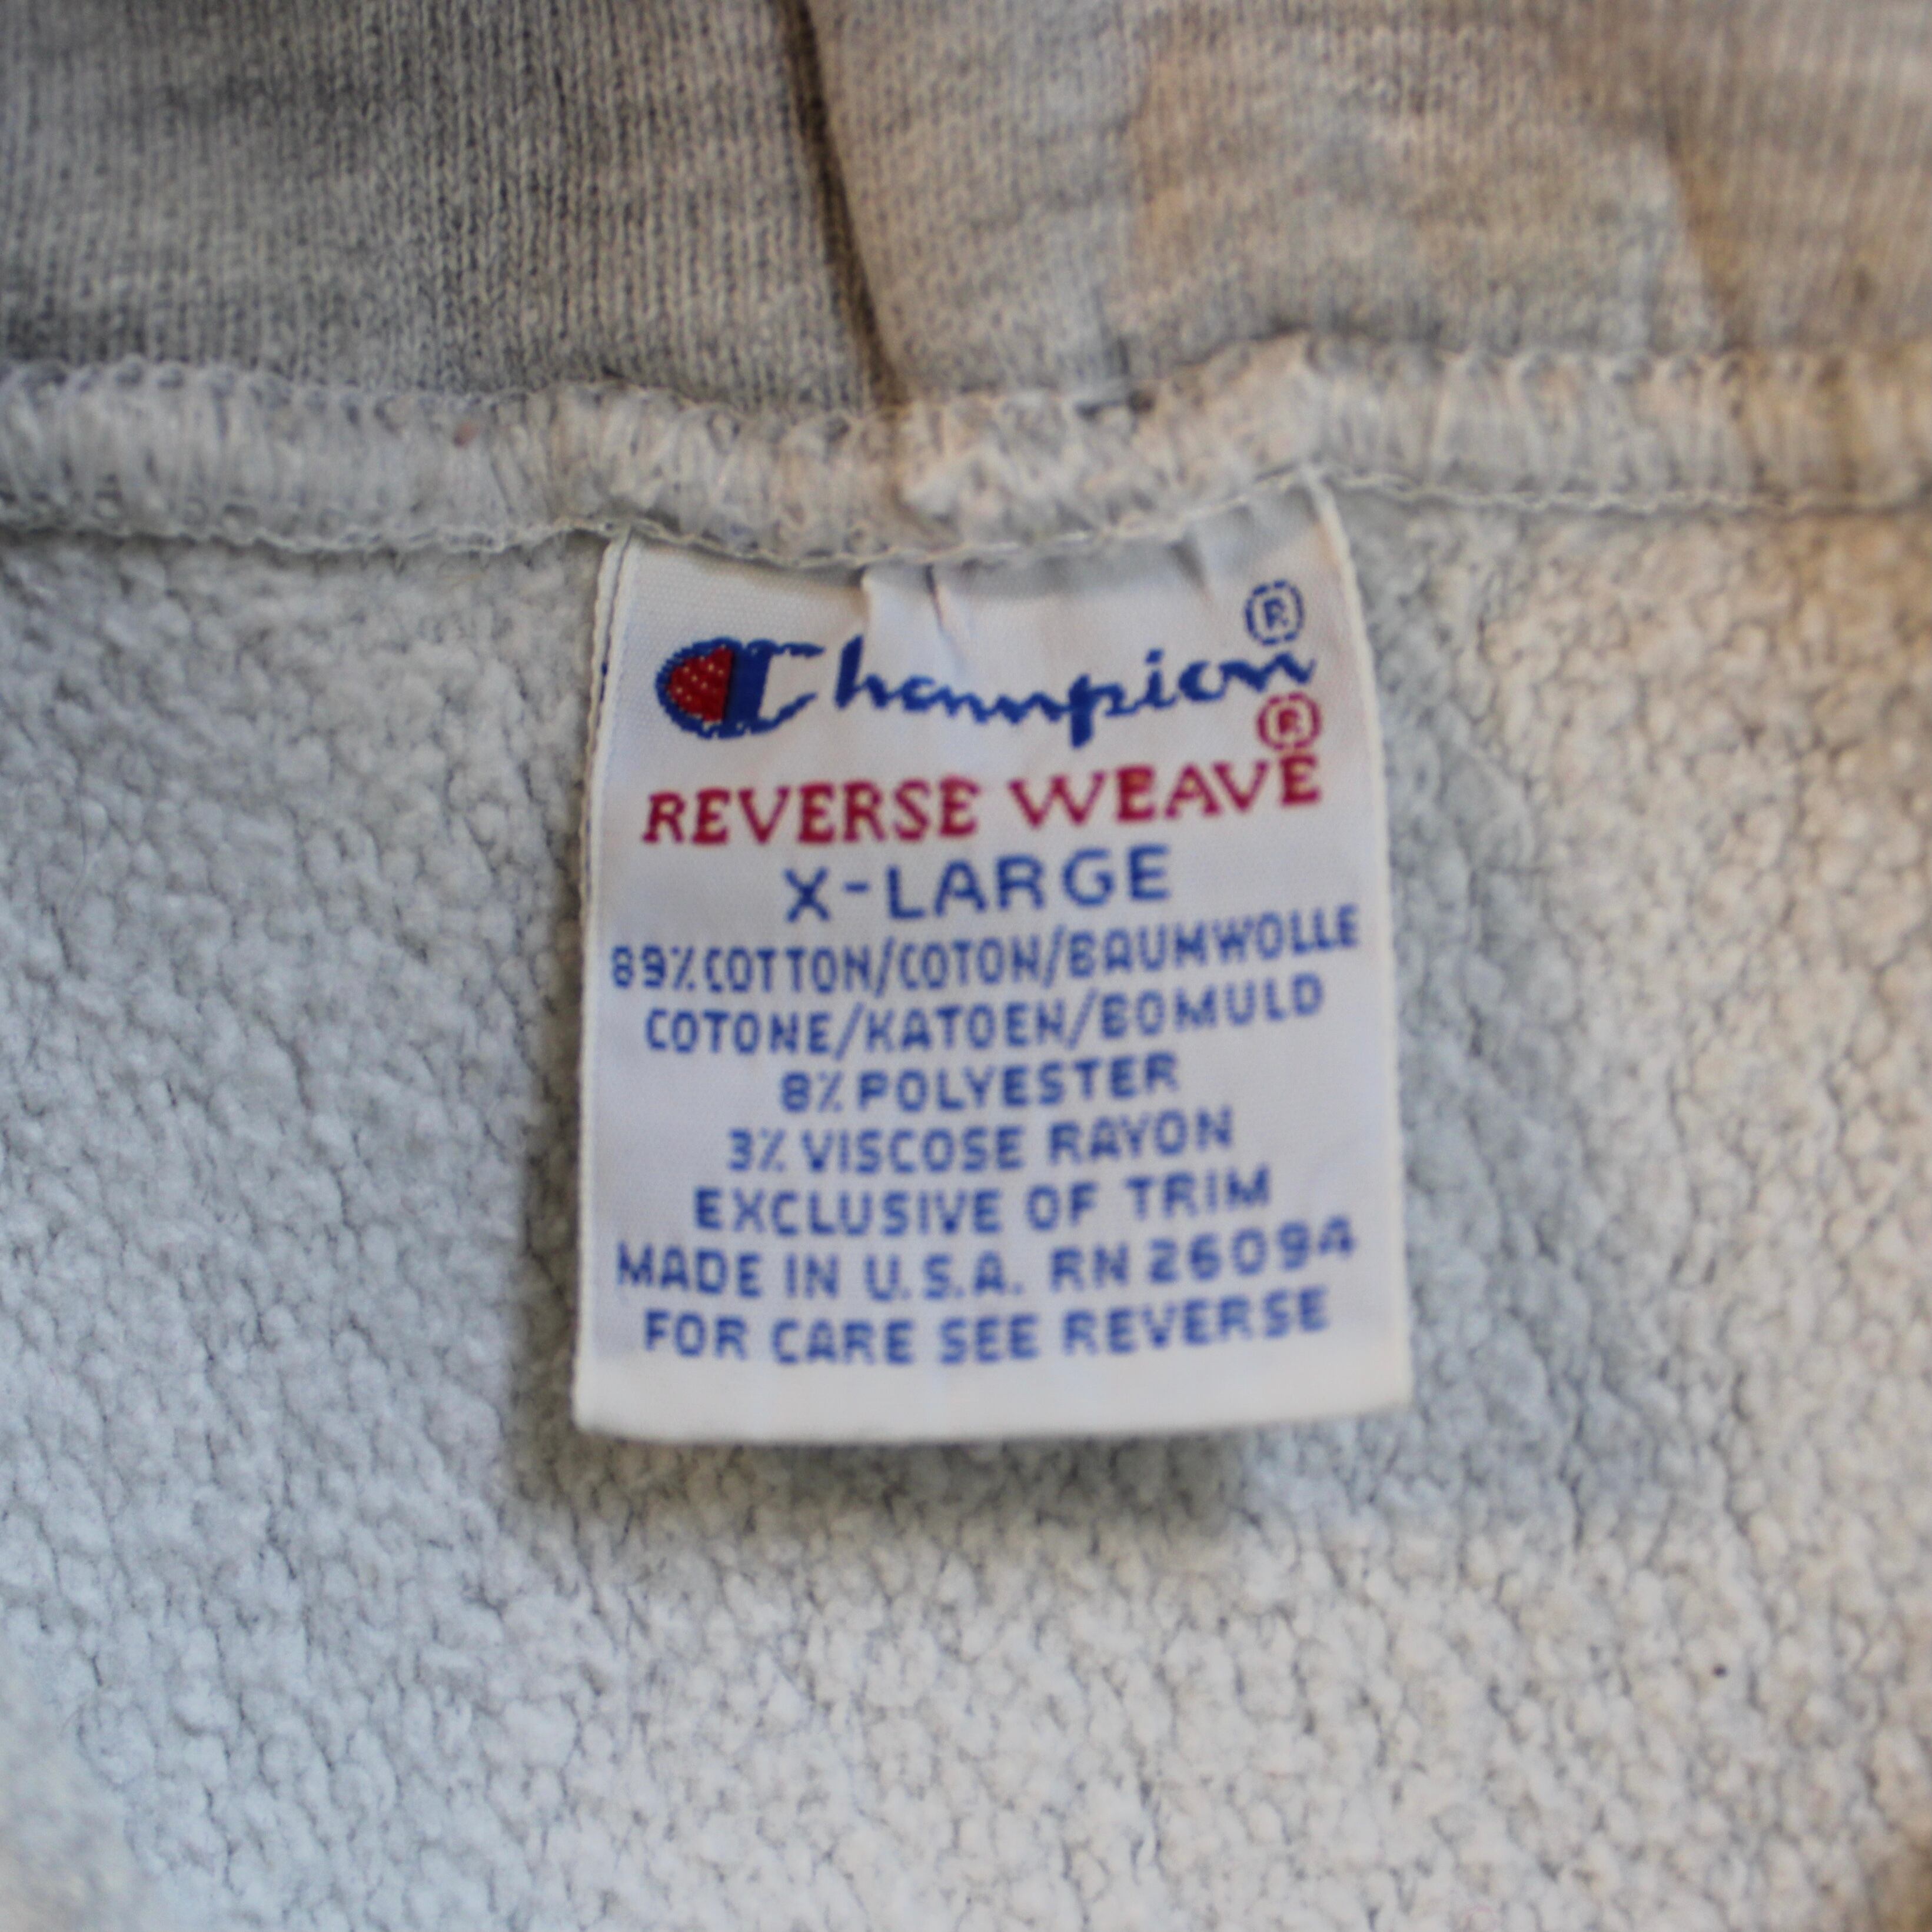 Champion®
REVERSE WEAVE®
X-LARGE
89% COTTON/COTON/BAUMWOLLE
COTONE/KATOEN/BOMULD
8% POLYESTER
3% VISCOSE RAYON
EXCLUSIVE OF TRIM
MADE IN U.S.A. RN 26094
FOR CARE SEE REVERSE